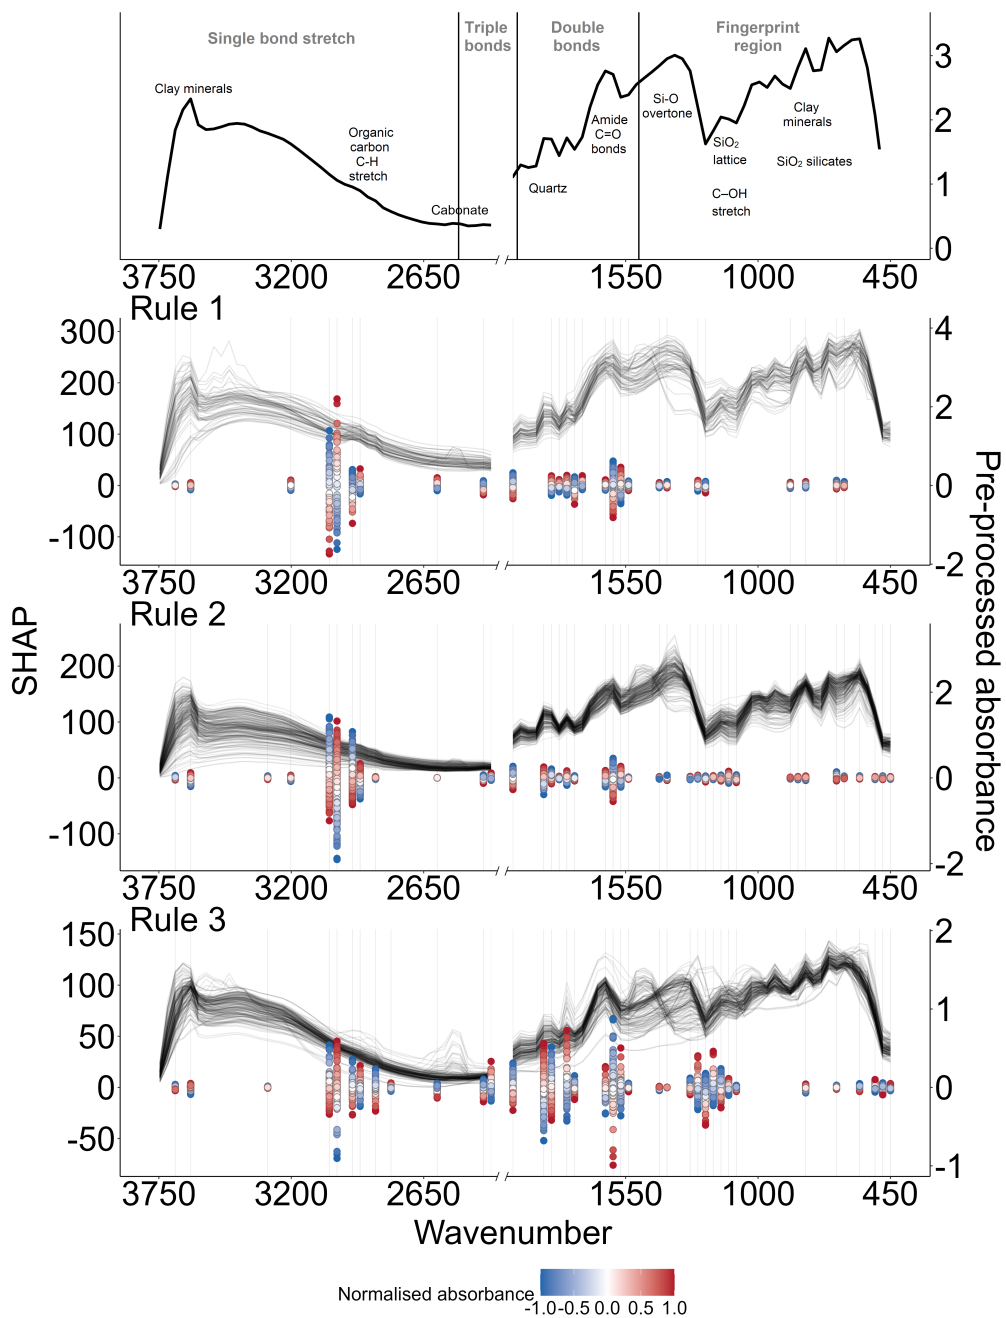 Single bond stretch
Triple
bonds
Double
bonds
Fingerprint
region
Clay minerals
Organic
carbon
C-H
stretch
Cabonate
Quartz
Amide
C=O
bonds
Si-O
overtone
SiO₂
lattice
C–OH
stretch
Clay
minerals
SiO₂ silicates
3
2
1
0
3750 3200 2650 1550 1000 450
Rule 1
300
200
100
0
-100
4
2
0
-2
3750 3200 2650 1550 1000 450
Rule 2
200
100
0
-100
2
0
-2
3750 3200 2650 1550 1000 450
Rule 3
150
100
50
0
-50
2
1
0
-1
3750 3200 2650 1550 1000 450
SHAP
Pre-processed absorbance
Wavenumber
Normalised absorbance
-1.0 -0.5 0.0 0.5 1.0